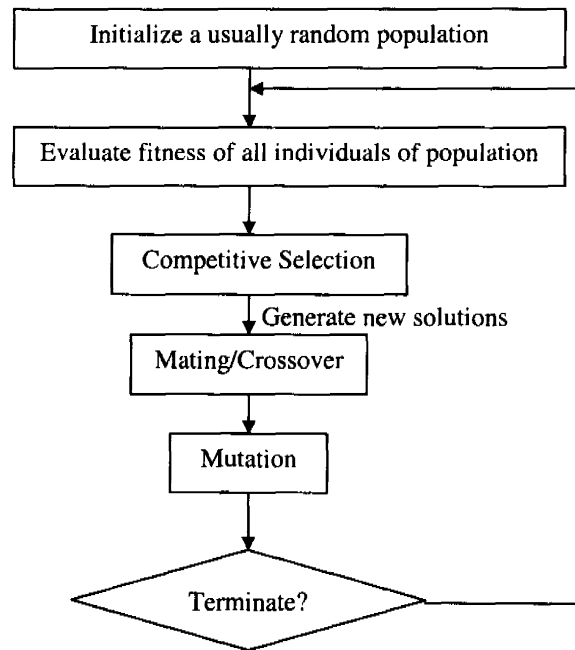 Initialize a usually random population
Evaluate fitness of all individuals of population
Competitive Selection
Generate new solutions
Mating/Crossover
Mutation
Terminate?